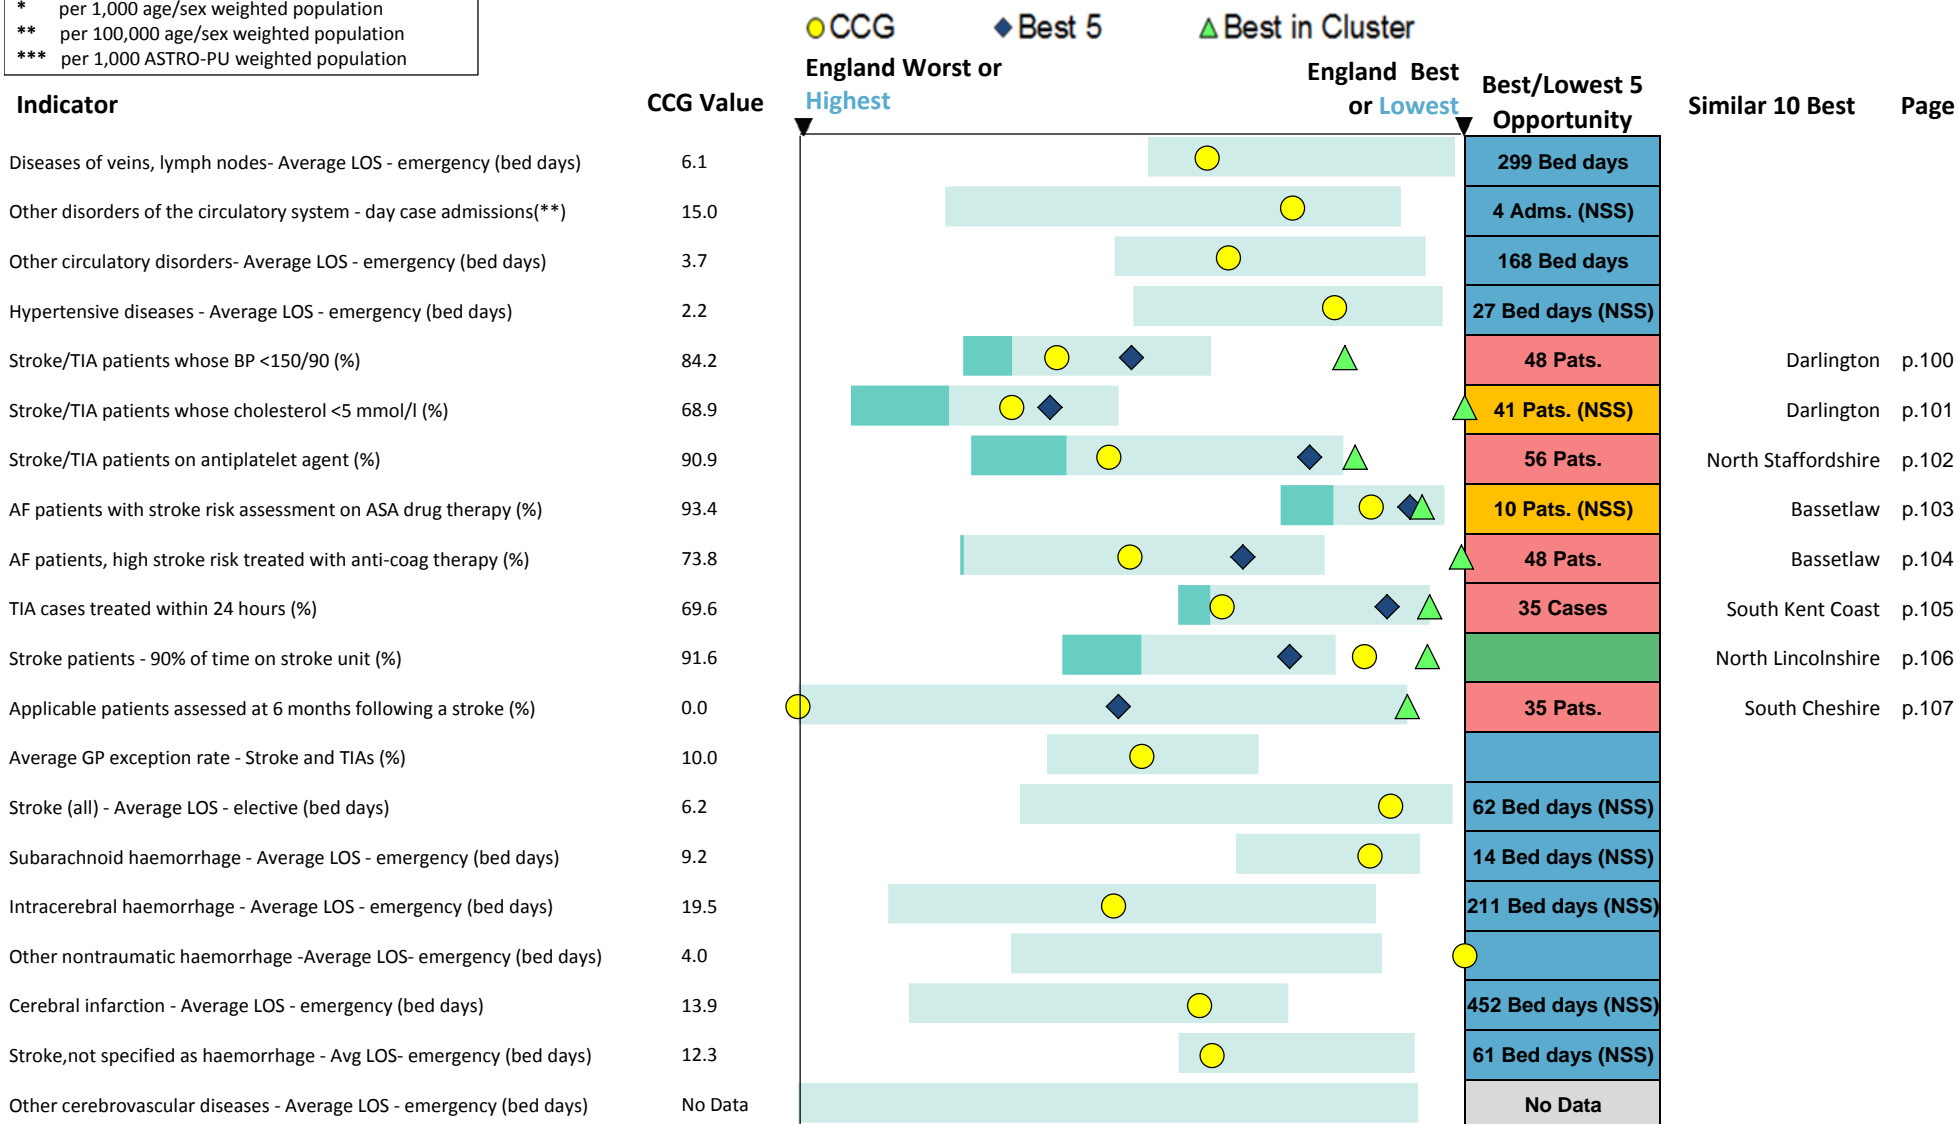 * per 1,000 age/sex weighted population
** per 100,000 age/sex weighted population
*** per 1,000 ASTRO-PU weighted population
CCG Best 5 Best in Cluster
England Worst or Highest
England Best or Lowest
Indicator CCG Value Best/Lowest 5 Opportunity Similar 10 Best Page
Diseases of veins, lymph nodes- Average LOS - emergency (bed days) 6.1 299 Bed days
Other disorders of the circulatory system - day case admissions(**) 15.0 4 Adms. (NSS)
Other circulatory disorders- Average LOS - emergency (bed days) 3.7 168 Bed days
Hypertensive diseases - Average LOS - emergency (bed days) 2.2 27 Bed days (NSS)
Stroke/TIA patients whose BP <150/90 (%) 84.2 48 Pats. Darlington p.100
Stroke/TIA patients whose cholesterol <5 mmol/l (%) 68.9 41 Pats. (NSS) Darlington p.101
Stroke/TIA patients on antiplatelet agent (%) 90.9 56 Pats. North Staffordshire p.102
AF patients with stroke risk assessment on ASA drug therapy (%) 93.4 10 Pats. (NSS) Bassetlaw p.103
AF patients, high stroke risk treated with anti-coag therapy (%) 73.8 48 Pats. Bassetlaw p.104
TIA cases treated within 24 hours (%) 69.6 35 Cases South Kent Coast p.105
Stroke patients - 90% of time on stroke unit (%) 91.6 North Lincolnshire p.106
Applicable patients assessed at 6 months following a stroke (%) 0.0 35 Pats. South Cheshire p.107
Average GP exception rate - Stroke and TIAs (%) 10.0
Stroke (all) - Average LOS - elective (bed days) 6.2 62 Bed days (NSS)
Subarachnoid haemorrhage - Average LOS - emergency (bed days) 9.2 14 Bed days (NSS)
Intracerebral haemorrhage - Average LOS - emergency (bed days) 19.5 211 Bed days (NSS)
Other nontraumatic haemorrhage -Average LOS- emergency (bed days) 4.0
Cerebral infarction - Average LOS - emergency (bed days) 13.9 452 Bed days (NSS)
Stroke,not specified as haemorrhage - Avg LOS- emergency (bed days) 12.3 61 Bed days (NSS)
Other cerebrovascular diseases - Average LOS - emergency (bed days) No Data No Data